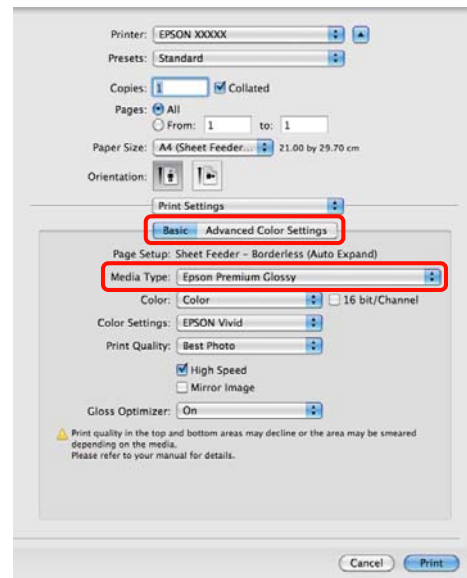 Printer: EPSON XXXXX
Presets: Standard
Copies: 1 Collated
Pages: All
From: 1 to: 1
Paper Size: A4 (Sheet Feeder... 21.00 by 29.70 cm
Orientation:
Print Settings
Basic Advanced Color Settings
Page Setup: Sheet Feeder - Borderless (Auto Expand)
Media Type: Epson Premium Glossy
Color: Color 16 bit/Channel
Color Settings: EPSON Vivid
Print Quality: Best Photo
High Speed
Mirror Image
Gloss Optimizer: On
Print quality in the top and bottom areas may decline or the area may be smeared
depending on the media.
Please refer to your manual for details.
Cancel Print